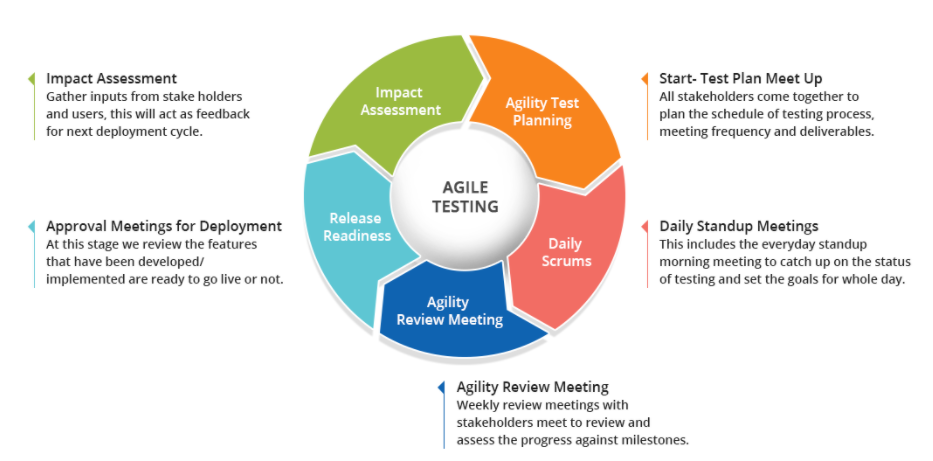 Impact Assessment
Gather inputs from stake holders
and users, this will act as feedback
for next deployment cycle.
Approval Meetings for Deployment
At this stage we review the features
that have been developed/
implemented are ready to go live or not.
Impact
Assessment
Agility Test
Planning
AGILE
TESTING
Release
Readiness
Daily
Scrums
Agility
Review Meeting
Start- Test Plan Meet Up
All stakeholders come together to
plan the schedule of testing process,
meeting frequency and deliverables.
Daily Standup Meetings
This includes the everyday standup
morning meeting to catch up on the status
of testing and set the goals for whole day.
Agility Review Meeting
Weekly review meetings with
stakeholders meet to review and
assess the progress against milestones.